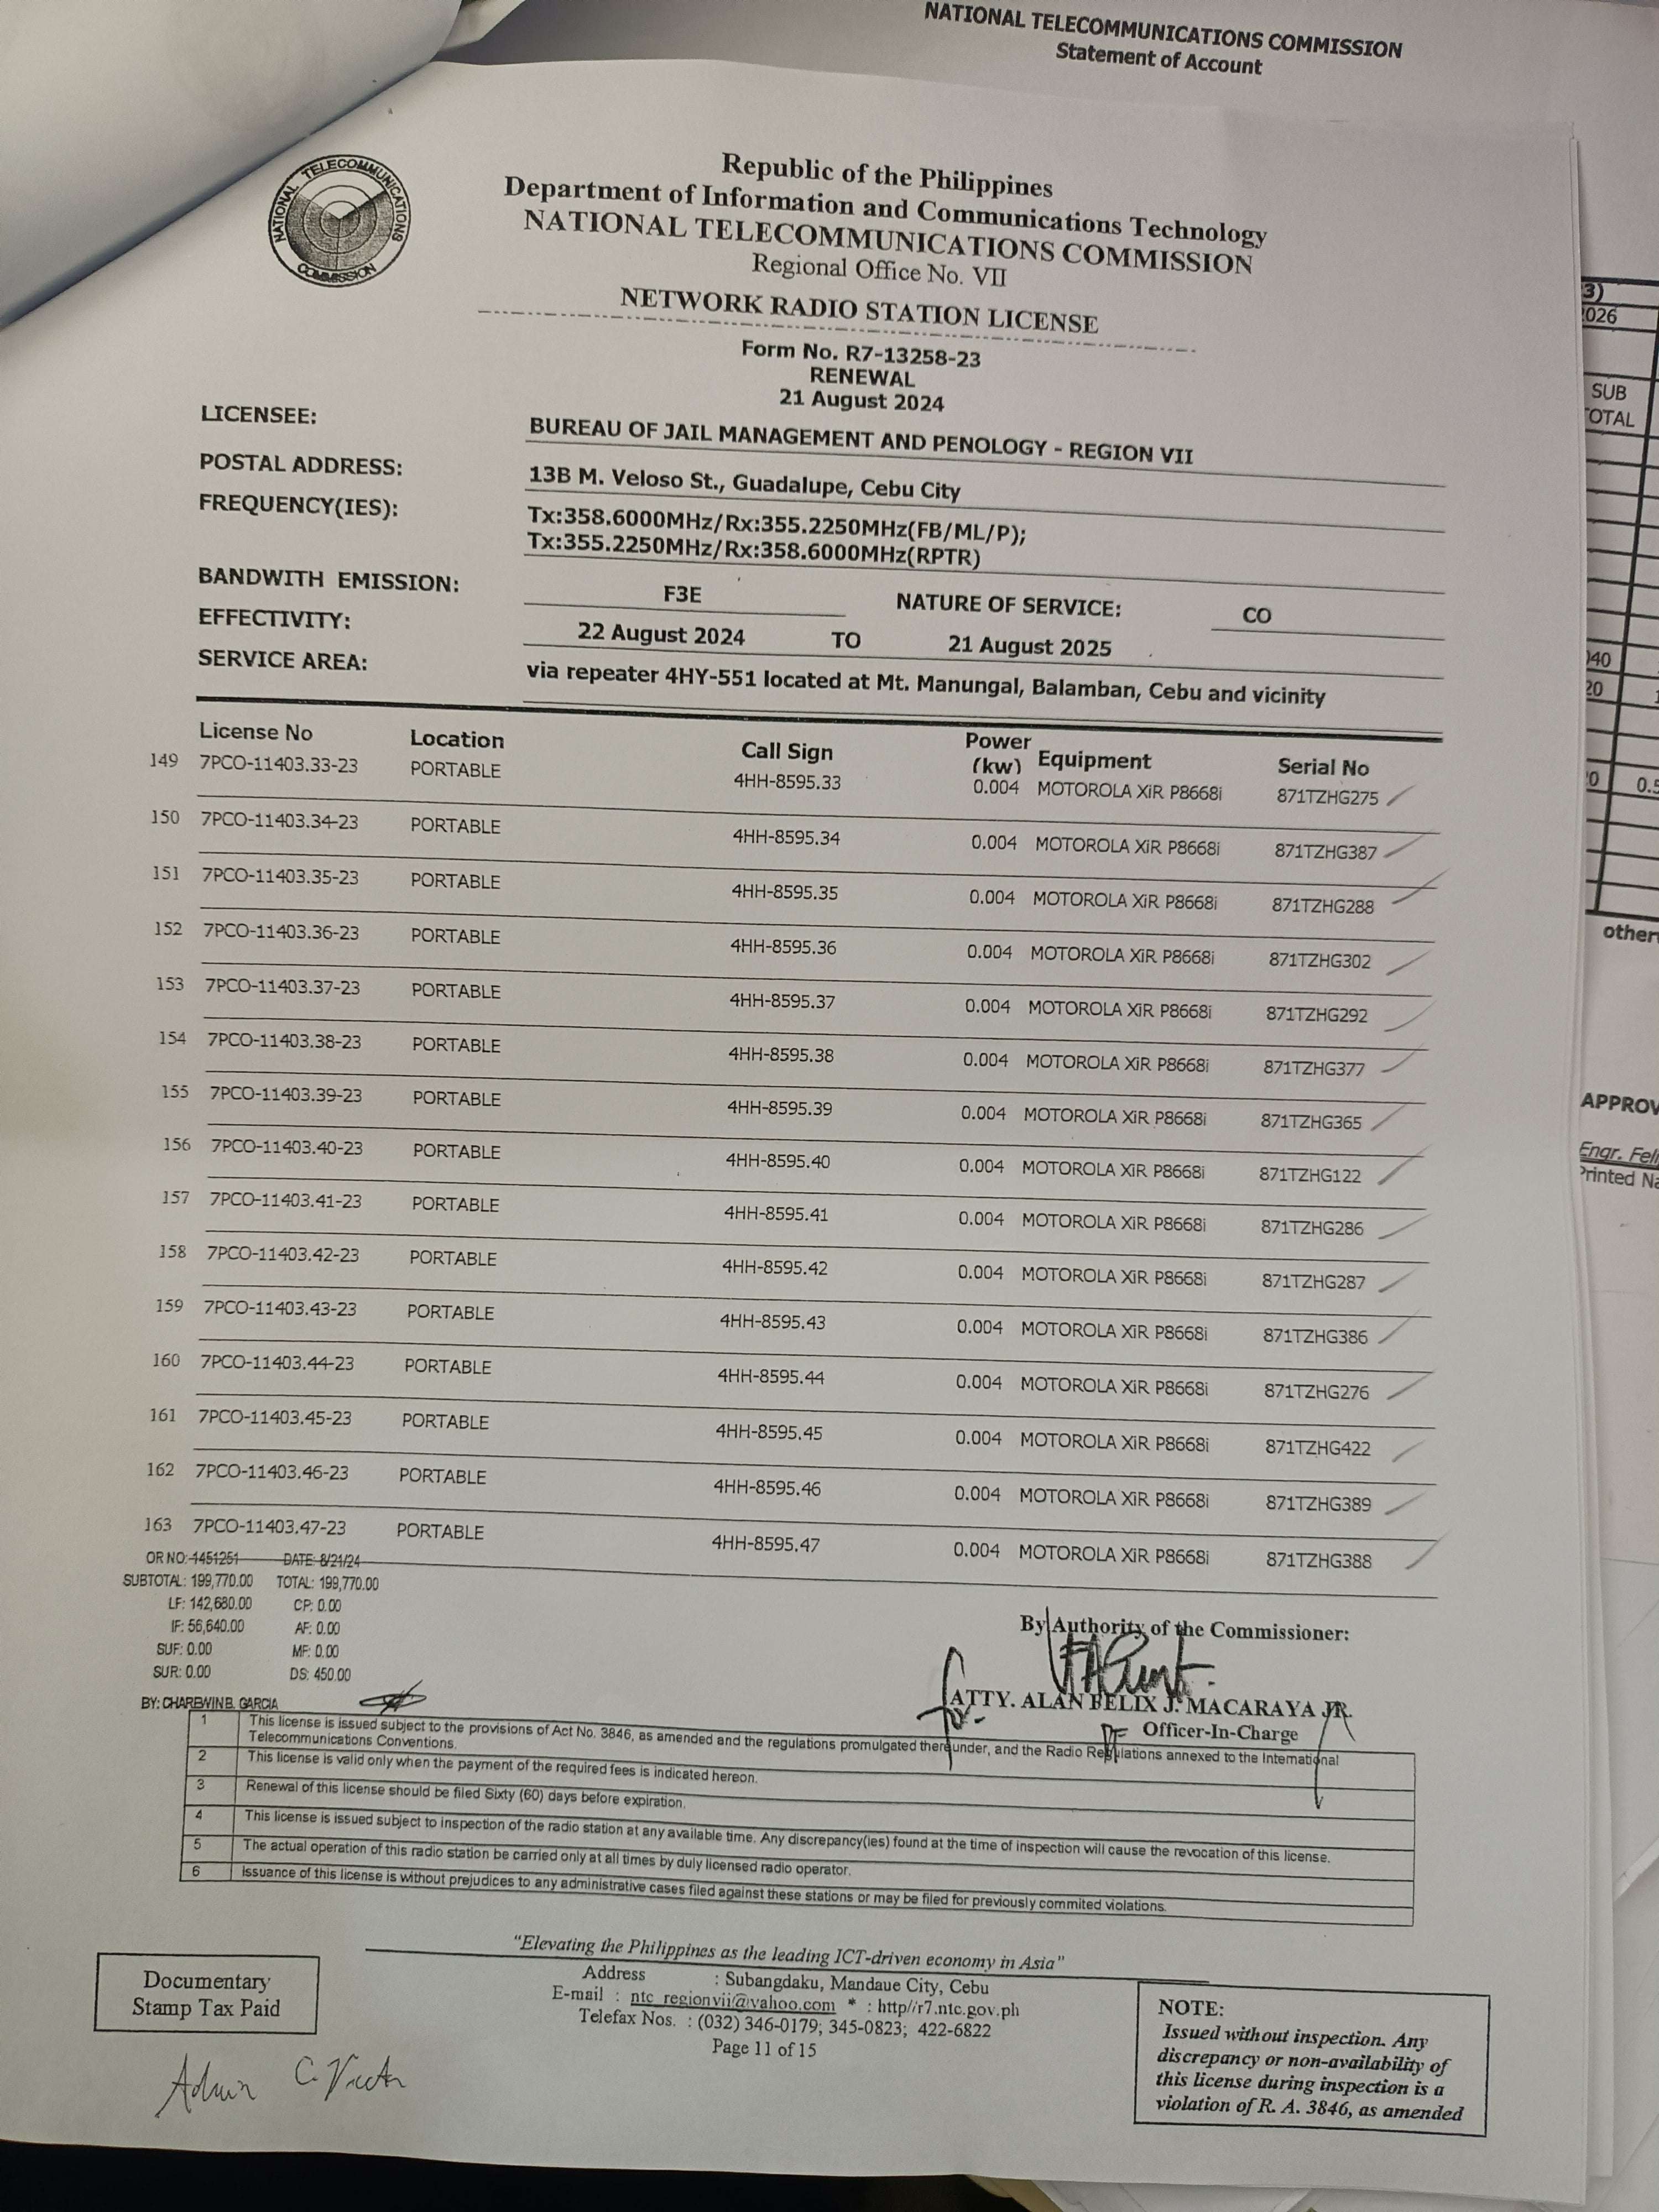 NATIONAL TELECOMMUNICATIONS COMMISSION
Statement of Account
NATIONAL TELECOMMUNICATIONS COMMISSION
Republic of the Philippines
Department of Information and Communications Technology
NATIONAL TELECOMMUNICATIONS COMMISSION
Regional Office No. VII
NETWORK RADIO STATION LICENSE
Form No. R7-13258-23
RENEWAL
21 August 2024
LICENSEE: BUREAU OF JAIL MANAGEMENT AND PENOLOGY - REGION VII
POSTAL ADDRESS: 13B M. Veloso St., Guadalupe, Cebu City
FREQUENCY(IES): Tx:358.6000MHz/Rx:355.2250MHz(FB/ML/P);
Tx:355.2250MHz/Rx:358.6000MHz(RPTR)
BANDWITH EMISSION: F3E NATURE OF SERVICE: CO
EFFECTIVITY: 22 August 2024 TO 21 August 2025
SERVICE AREA: via repeater 4HY-551 located at Mt. Manungal, Balamban, Cebu and vicinity
License No Location Call Sign Power (kw) Equipment Serial No
149 7PCO-11403.33-23 PORTABLE 4HH-8595.33 0.004 MOTOROLA XiR P8668i 871TZHG275
150 7PCO-11403.34-23 PORTABLE 4HH-8595.34 0.004 MOTOROLA XiR P8668i 871TZHG387
151 7PCO-11403.35-23 PORTABLE 4HH-8595.35 0.004 MOTOROLA XiR P8668i 871TZHG288
152 7PCO-11403.36-23 PORTABLE 4HH-8595.36 0.004 MOTOROLA XiR P8668i 871TZHG302
153 7PCO-11403.37-23 PORTABLE 4HH-8595.37 0.004 MOTOROLA XiR P8668i 871TZHG292
154 7PCO-11403.38-23 PORTABLE 4HH-8595.38 0.004 MOTOROLA XiR P8668i 871TZHG377
155 7PCO-11403.39-23 PORTABLE 4HH-8595.39 0.004 MOTOROLA XiR P8668i 871TZHG365
156 7PCO-11403.40-23 PORTABLE 4HH-8595.40 0.004 MOTOROLA XiR P8668i 871TZHG122
157 7PCO-11403.41-23 PORTABLE 4HH-8595.41 0.004 MOTOROLA XiR P8668i 871TZHG286
158 7PCO-11403.42-23 PORTABLE 4HH-8595.42 0.004 MOTOROLA XiR P8668i 871TZHG287
159 7PCO-11403.43-23 PORTABLE 4HH-8595.43 0.004 MOTOROLA XiR P8668i 871TZHG386
160 7PCO-11403.44-23 PORTABLE 4HH-8595.44 0.004 MOTOROLA XiR P8668i 871TZHG276
161 7PCO-11403.45-23 PORTABLE 4HH-8595.45 0.004 MOTOROLA XiR P8668i 871TZHG422
162 7PCO-11403.46-23 PORTABLE 4HH-8595.46 0.004 MOTOROLA XiR P8668i 871TZHG389
163 7PCO-11403.47-23 PORTABLE 4HH-8595.47 0.004 MOTOROLA XiR P8668i 871TZHG388
OR NO: 1451251 DATE: 8/21/24
SUBTOTAL: 199,770.00 TOTAL: 199,770.00
LF: 142,680.00 CP: 0.00
IF: 56,640.00 AF: 0.00
SUF: 0.00 MF: 0.00
SUR: 0.00 DS: 450.00
BY: CHARBWIN B. GARCIA
By Authority of the Commissioner:
ATTY. ALAN FELIX J. MACARAYA JR.
Officer-In-Charge
1 This license is issued subject to the provisions of Act No. 3846, as amended and the regulations promulgated thereunder, and the Radio Regulations annexed to the International
Telecommunications Conventions.
2 This license is valid only when the payment of the required fees is indicated hereon.
3 Renewal of this license should be filed Sixty (60) days before expiration.
4 This license is issued subject to inspection of the radio station at any available time. Any discrepancy(ies) found at the time of inspection will cause the revocation of this license.
5 The actual operation of this radio station be carried only at all times by duly licensed radio operator.
6 Issuance of this license is without prejudices to any administrative cases filed against these stations or may be filed for previously commited violations.
"Elevating the Philippines as the leading ICT-driven economy in Asia"
Address : Subangdaku, Mandaue City, Cebu
E-mail : ntc_regionvii@yahoo.com * : http//r7.ntc.gov.ph
Telefax Nos. : (032) 346-0179; 345-0823; 422-6822
Page 11 of 15
Documentary
Stamp Tax Paid
NOTE:
Issued without inspection. Any
discrepancy or non-availability of
this license during inspection is a
violation of R. A. 3846, as amended
3)
026
SUB
OTAL
040
20
0.5
other
APPROV
Engr. Feli
Printed Na